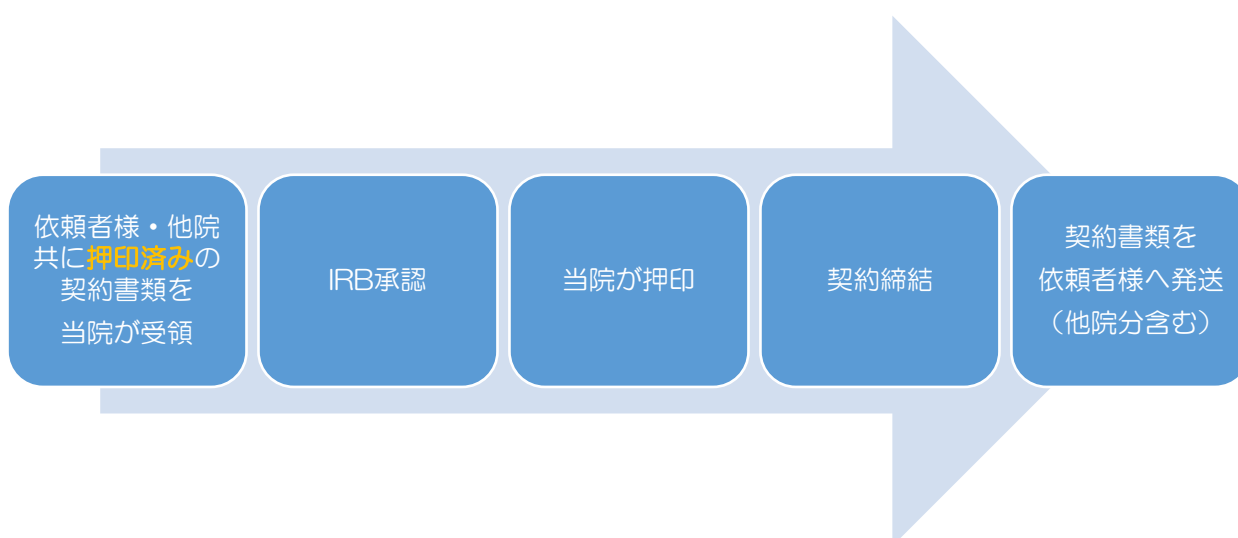 依頼者様・他院
共に押印済みの
契約書類を
当院が受領
IRB承認
当院が押印
契約締結
契約書類を
依頼者様へ発送
（他院分含む）